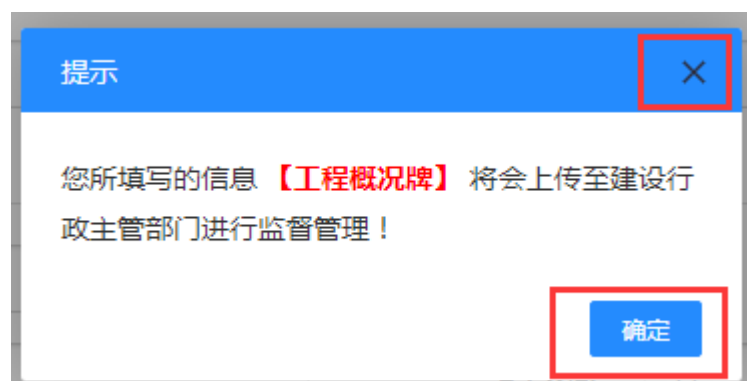 提示
您所填写的信息【工程概况牌】将会上传至建设行
政主管部门进行监督管理！
确定